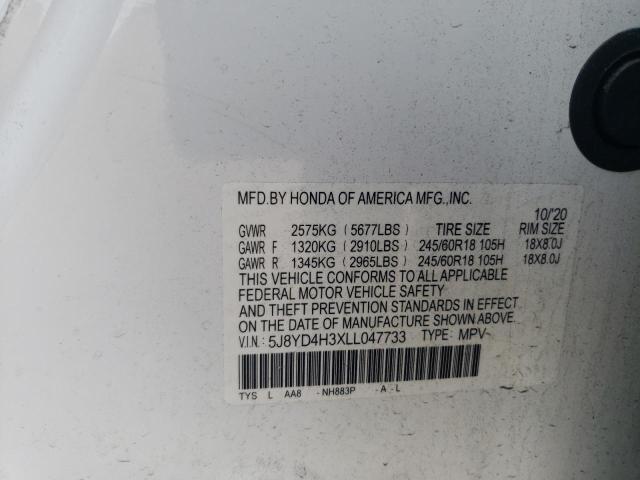 MFD.BY HONDA OF AMERICA MFG.,INC.
10/'20
GVWR 2575KG (5677LBS) TIRE SIZE RIM SIZE
GAWR F 1320KG (2910LBS) 245/60R18 105H 18X8.0J
GAWR R 1345KG (2965LBS) 245/60R18 105H 18X8.0J
THIS VEHICLE CONFORMS TO ALL APPLICABLE
FEDERAL MOTOR VEHICLE SAFETY
AND THEFT PREVENTION STANDARDS IN EFFECT
ON THE DATE OF MANUFACTURE SHOWN ABOVE.
V.I.N: 5J8YD4H3XLL047733 TYPE: MPV
TYS L AA8 -NH883P -A -L